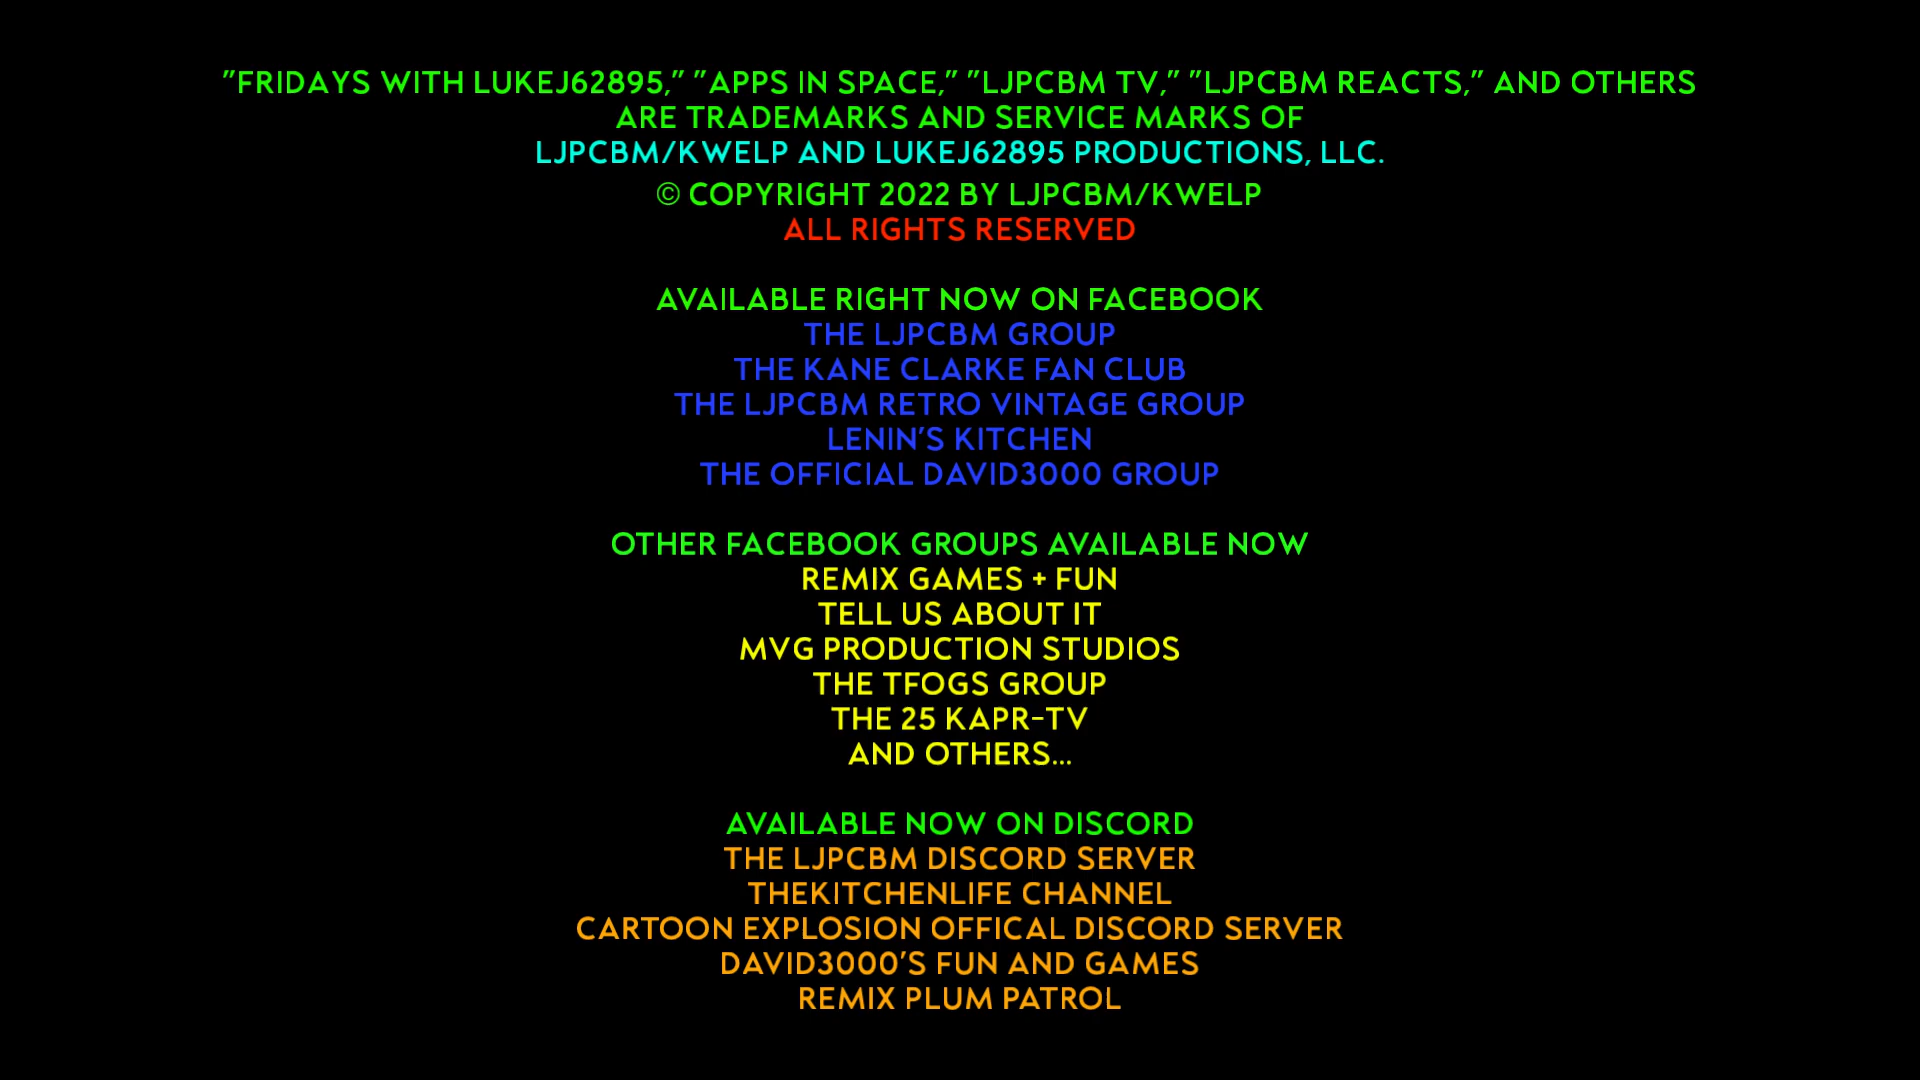 "FRIDAYS WITH LUKEJ62895," "APPS IN SPACE," "LJPCBM TV," "LJPCBM REACTS," AND OTHERS
ARE TRADEMARKS AND SERVICE MARKS OF
LJPCBM/KWELP AND LUKEJ62895 PRODUCTIONS, LLC.
© COPYRIGHT 2022 BY LJPCBM/KWELP
ALL RIGHTS RESERVED
AVAILABLE RIGHT NOW ON FACEBOOK
THE LJPCBM GROUP
THE KANE CLARKE FAN CLUB
THE LJPCBM RETRO VINTAGE GROUP
LENIN'S KITCHEN
THE OFFICIAL DAVID3000 GROUP
OTHER FACEBOOK GROUPS AVAILABLE NOW
REMIX GAMES + FUN
TELL US ABOUT IT
MVG PRODUCTION STUDIOS
THE TFOGS GROUP
THE 25 KAPR-TV
AND OTHERS...
AVAILABLE NOW ON DISCORD
THE LJPCBM DISCORD SERVER
THEKITCHENLIFE CHANNEL
CARTOON EXPLOSION OFFICAL DISCORD SERVER
DAVID3000'S FUN AND GAMES
REMIX PLUM PATROL